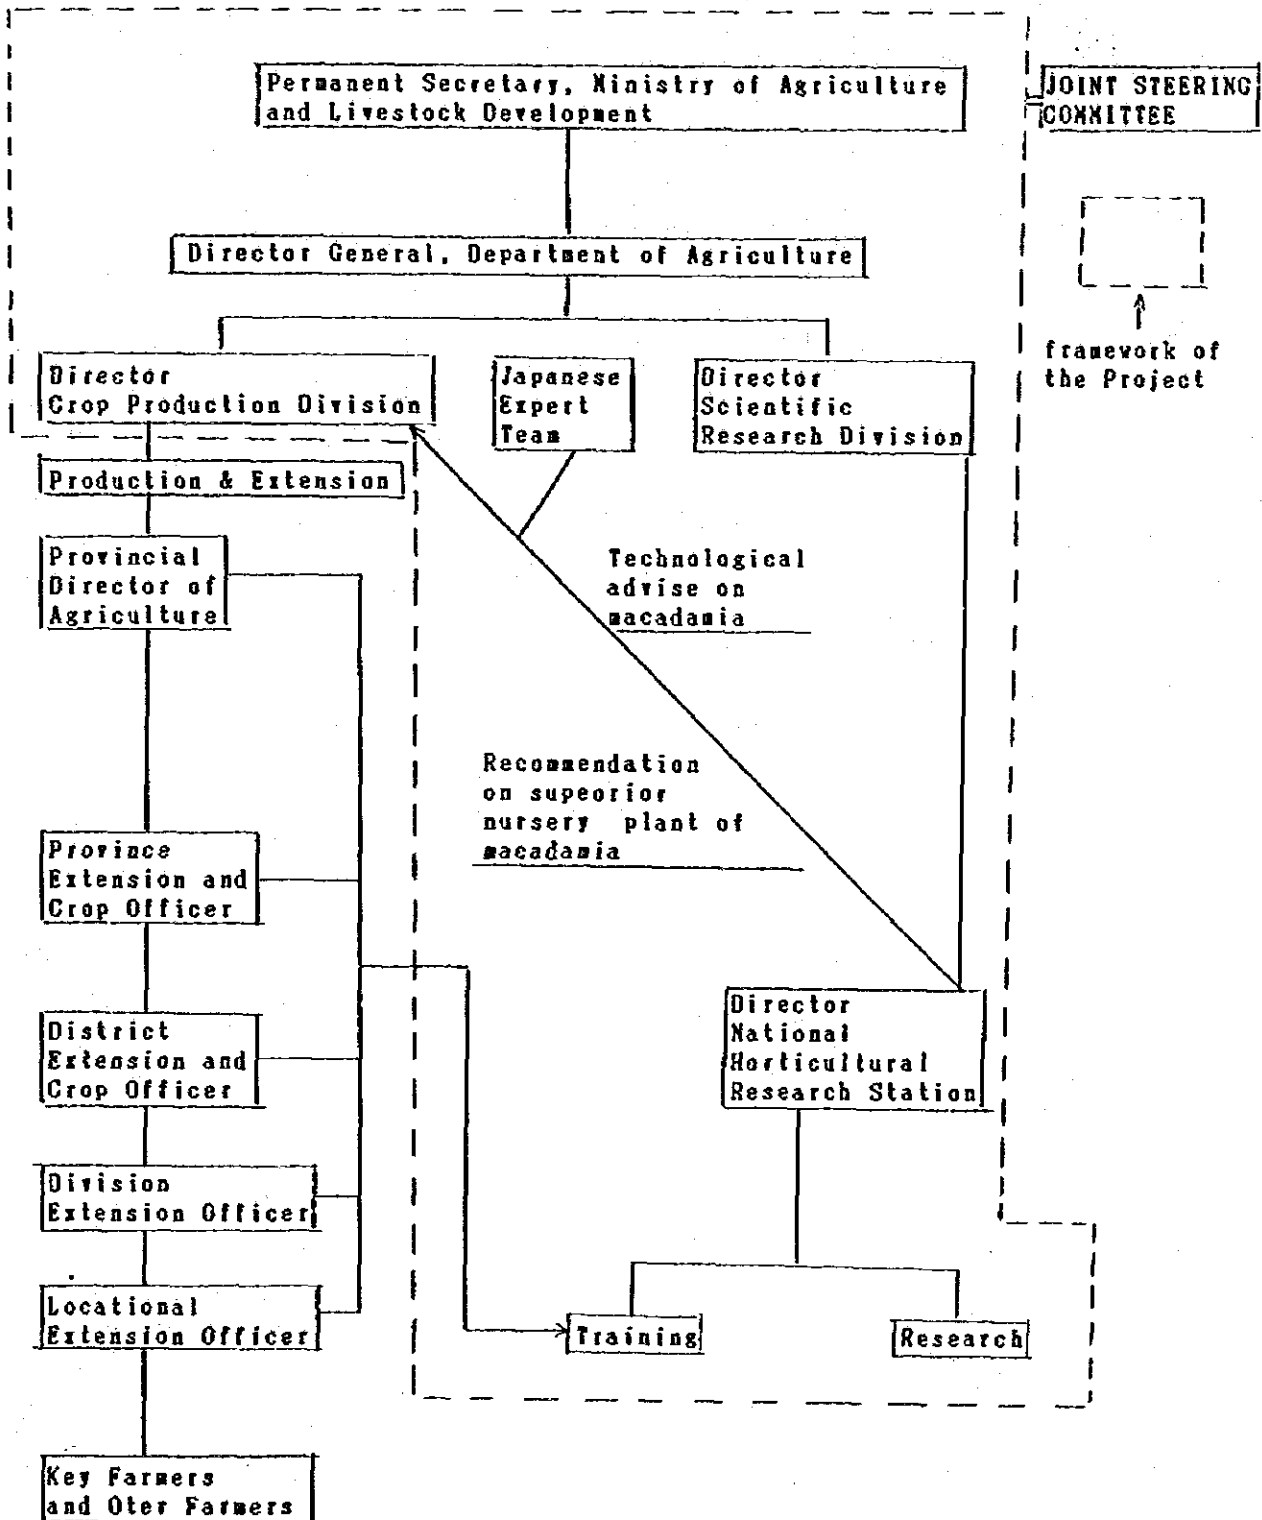 Permanent Secretary, Ministry of Agriculture
and Livestock Development
JOINT STEERING
COMMITTEE
Director General, Department of Agriculture
framework of
the Project
Director
Crop Production Division
Japanese
Expert
Team
Director
Scientific
Research Division
Production & Extension
Provincial
Director of
Agriculture
Technological
advise on
macadamia
Recommendation
on supeorior
nursery plant of
macadamia
Province
Extension and
Crop Officer
Director
National
Horticultural
Research Station
District
Extension and
Crop Officer
Division
Extension Officer
Locational
Extension Officer
Training
Research
Key Farmers
and Oter Farmers